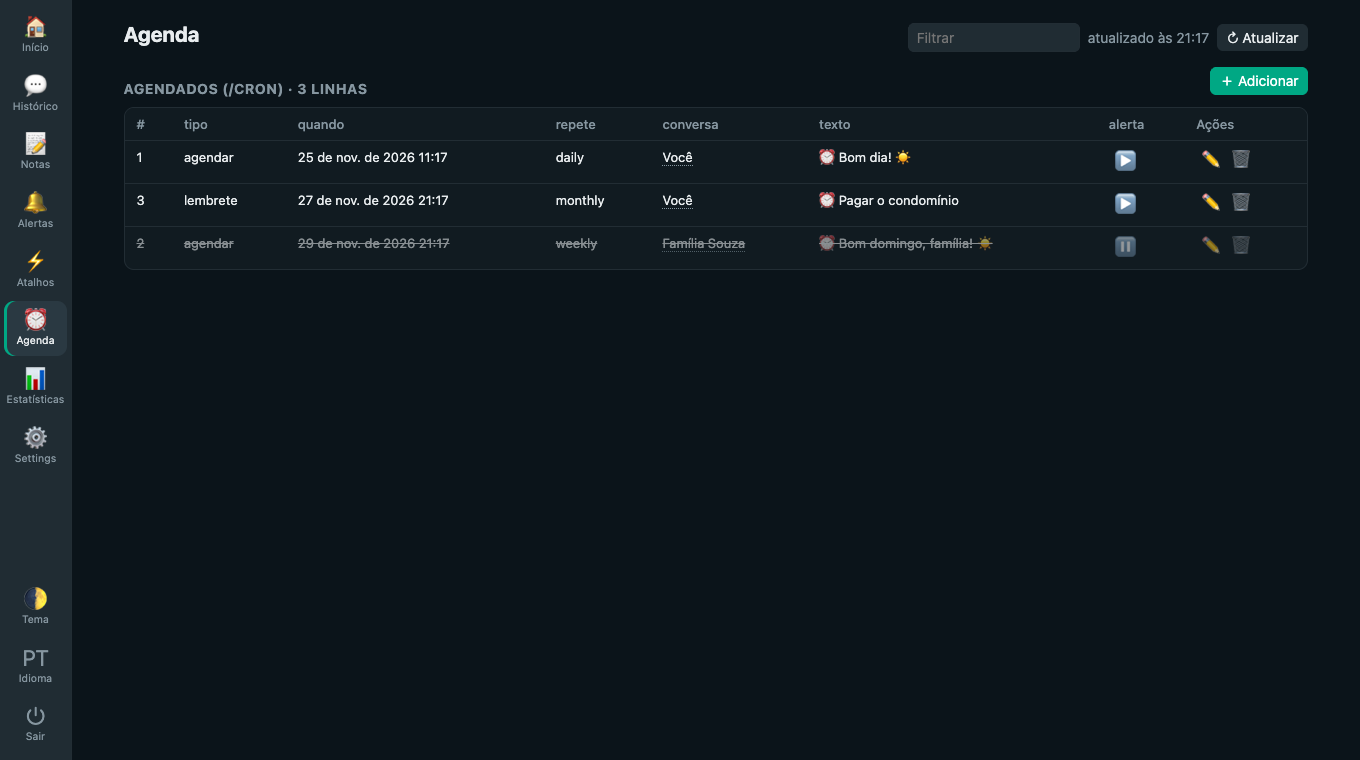 Início
Histórico
Notas
Alertas
Atalhos
Agenda
Estatísticas
Settings
Tema
PT
Idioma
Sair
Agenda
Filtrar
atualizado às 21:17
↻ Atualizar
AGENDADOS (/CRON) · 3 LINHAS
+ Adicionar
# tipo quando repete conversa texto alerta Ações
1 agendar 25 de nov. de 2026 11:17 daily Você ⏰ Bom dia! ☀️ ▶️ ✏️ 🗑️
3 lembrete 27 de nov. de 2026 21:17 monthly Você ⏰ Pagar o condomínio ▶️ ✏️ 🗑️
2 agendar 29 de nov. de 2026 21:17 weekly Família Souza ⏰ Bom domingo, família! ☀️ ⏸️ ✏️ 🗑️